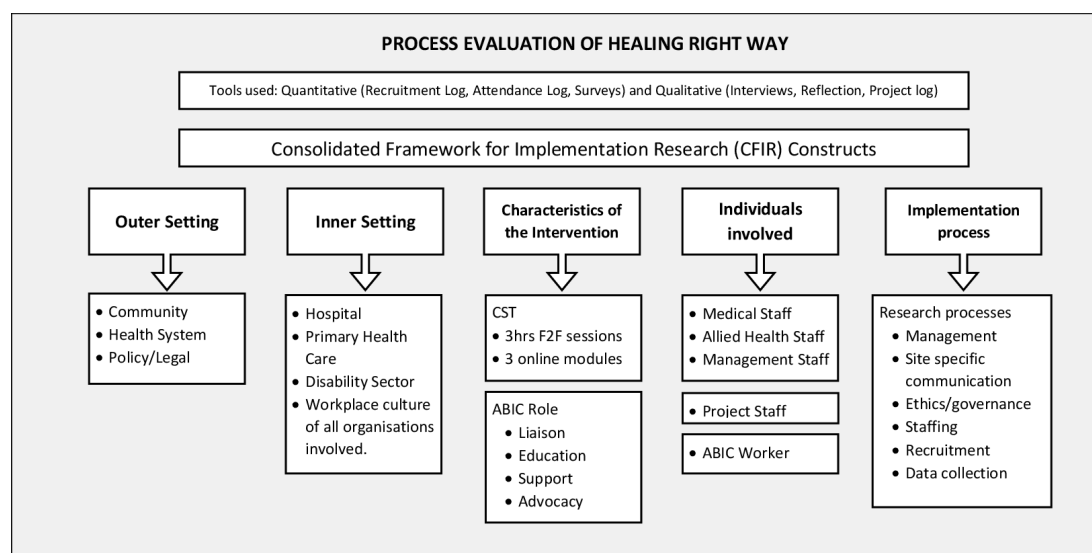 PROCESS EVALUATION OF HEALING RIGHT WAY
Tools used: Quantitative (Recruitment Log, Attendance Log, Surveys) and Qualitative (Interviews, Reflection, Project log)
Consolidated Framework for Implementation Research (CFIR) Constructs
Outer Setting
• Community
• Health System
• Policy/Legal
Inner Setting
• Hospital
• Primary Health
Care
• Disability Sector
• Workplace culture
of all organisations
involved.
Characteristics of
the Intervention
CST
• 3hrs F2F sessions
• 3 online modules
ABIC Role
• Liaison
• Education
• Support
• Advocacy
Individuals
involved
• Medical Staff
• Allied Health Staff
• Management Staff
• Project Staff
• ABIC Worker
Implementation
process
Research processes
• Management
• Site specific
communication
• Ethics/governance
• Staffing
• Recruitment
• Data collection